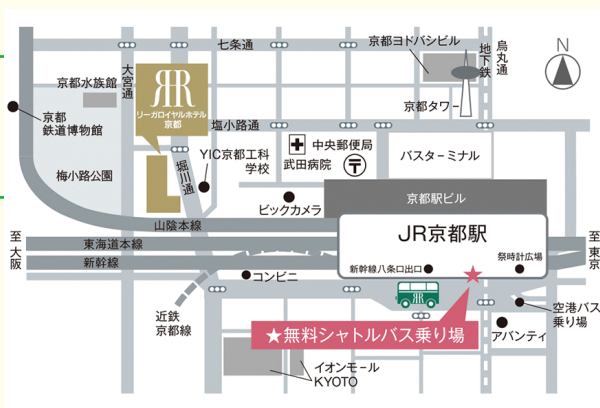 七条通
京都ヨドバシビル
地下鉄
烏丸通
N
京都水族館
大宮通
RR
リーガロイヤルホテル
京都
京都タワー
京都
鉄道博物館
塩小路通
中央郵便局
武田病院
バスターミナル
YIC京都工科
学校
梅小路公園
堀川通
京都駅ビル
ビックカメラ
山陰本線
JR京都駅
至大阪
東海道本線
至東京
新幹線
新幹線八条口出口
祭時計広場
コンビニ
空港バス
乗り場
近鉄
京都線
★無料シャトルバス乗り場
アバンティ
イオンモール
KYOTO